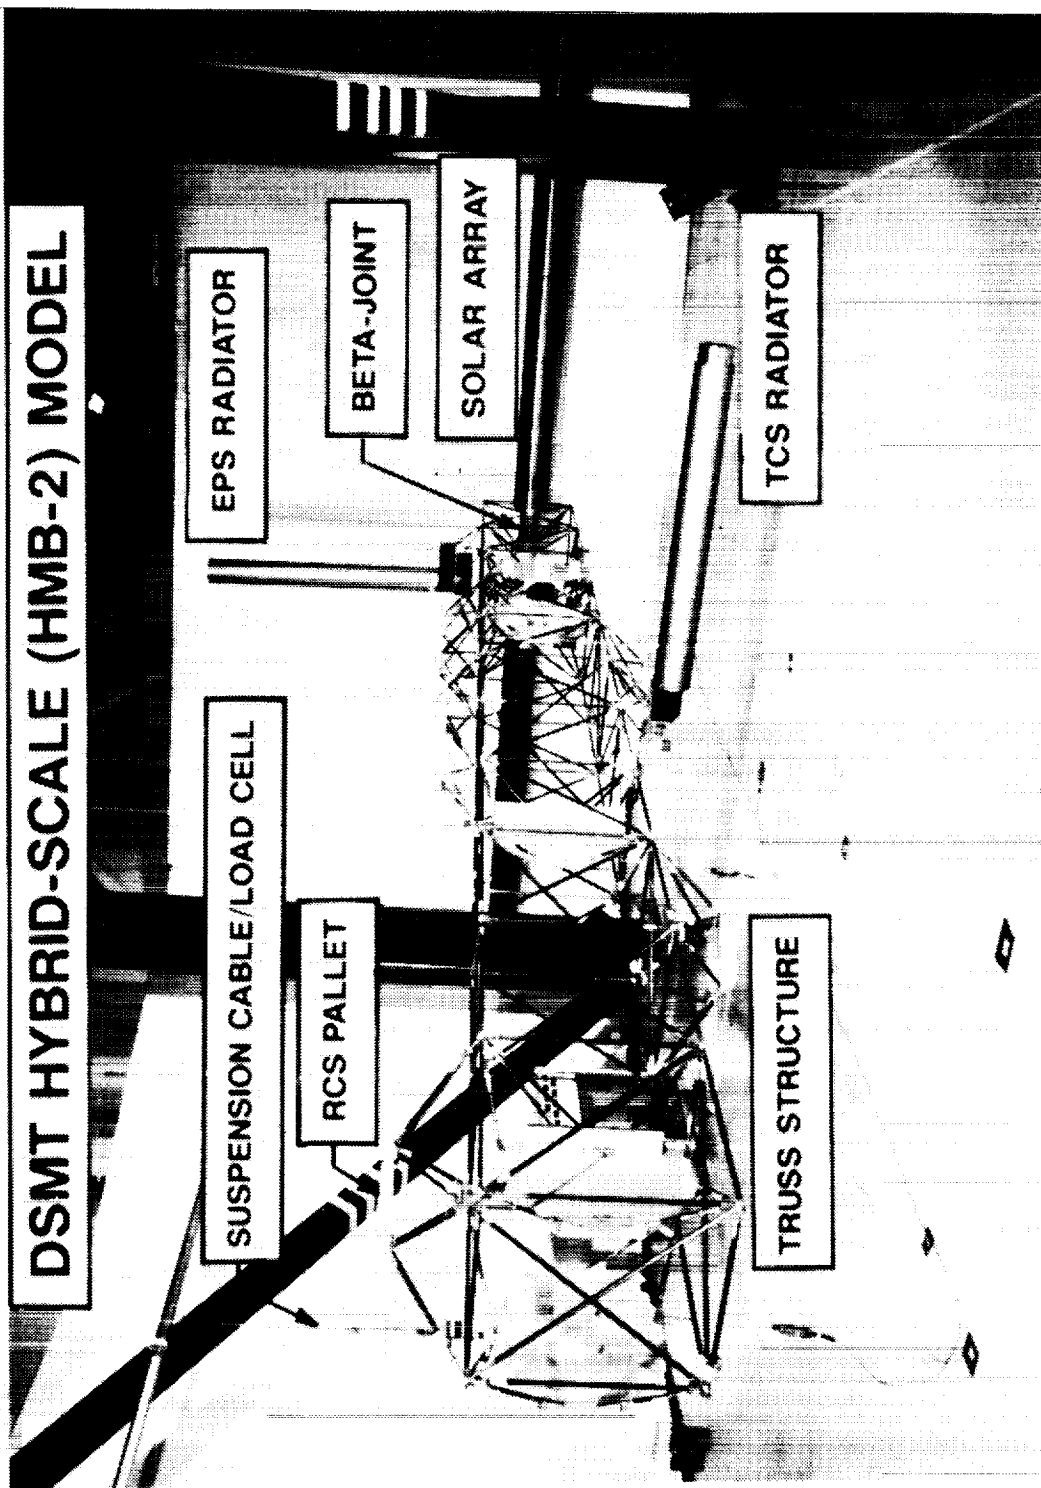 DSMT HYBRID-SCALE (HMB-2) MODEL
SUSPENSION CABLE/LOAD CELL
EPS RADIATOR
RCS PALLET
BETA-JOINT
SOLAR ARRAY
TRUSS STRUCTURE
TCS RADIATOR